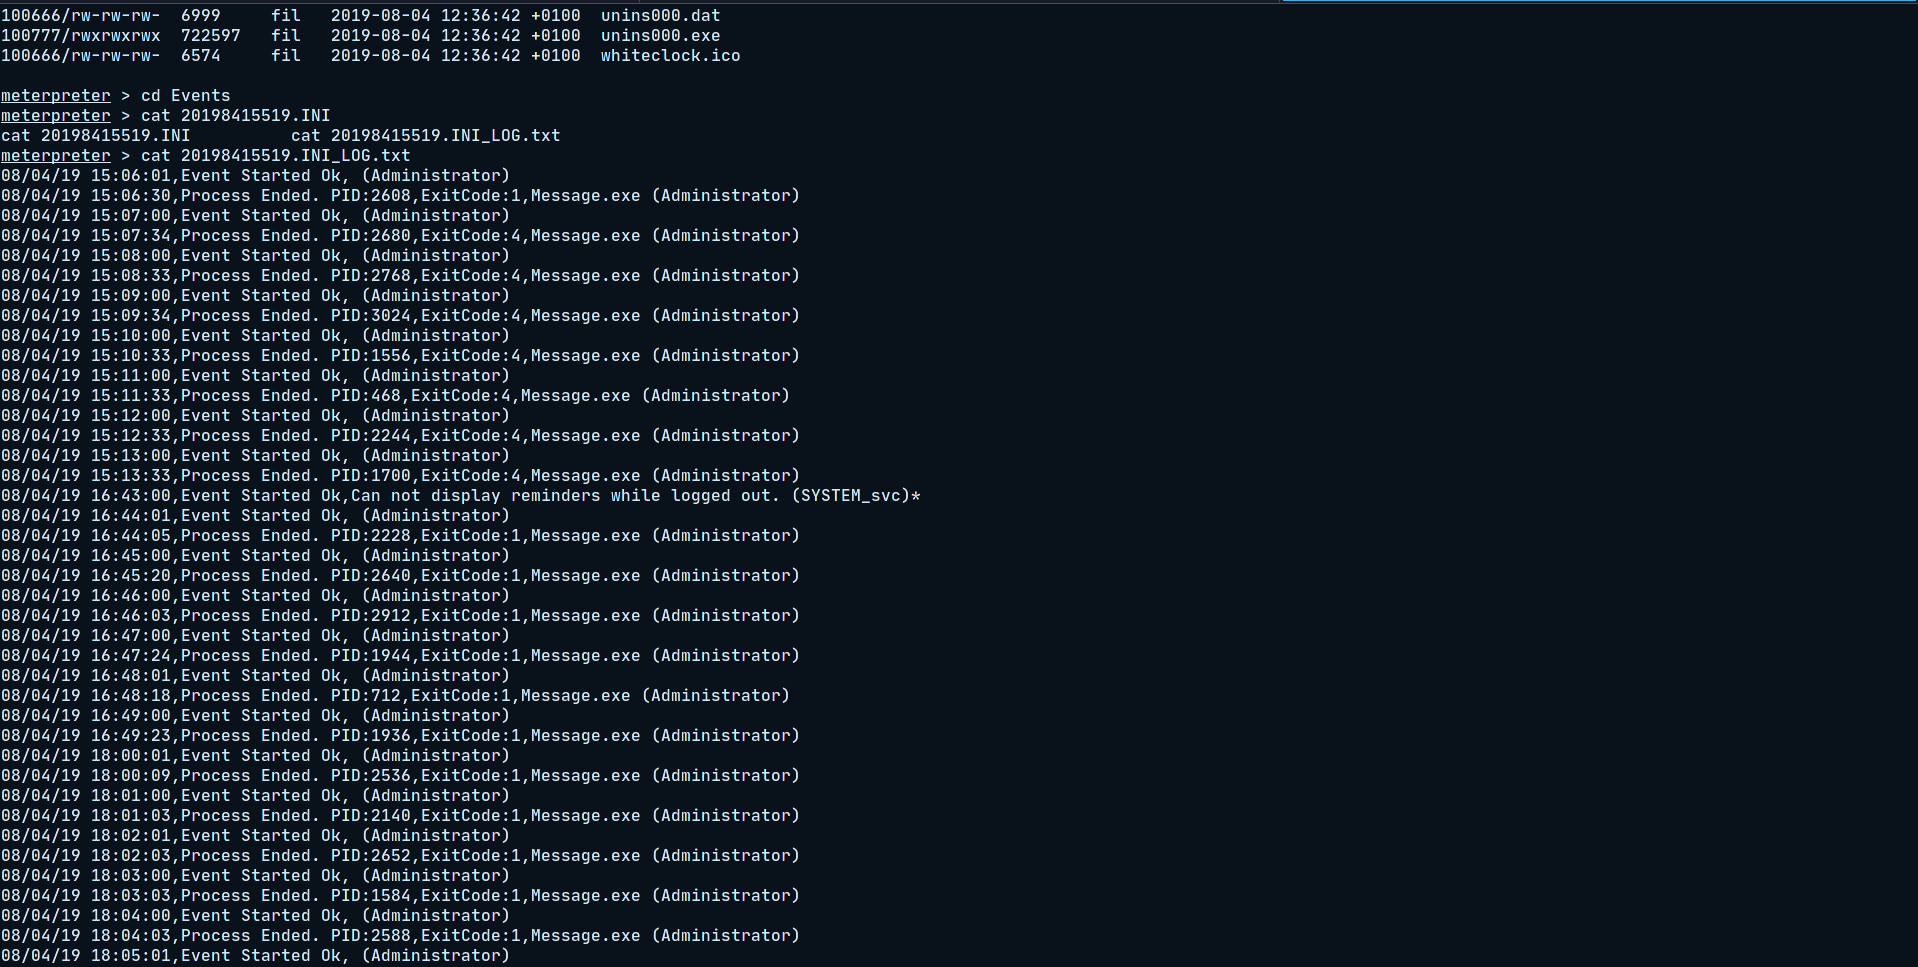 100666/rw-rw-rw-  6999     fil   2019-08-04 12:36:42 +0100  unins000.dat
100777/rwxrwxrwx  722597   fil   2019-08-04 12:36:42 +0100  unins000.exe
100666/rw-rw-rw-  6574     fil   2019-08-04 12:36:42 +0100  whiteclock.ico
meterpreter > cd Events
meterpreter > cat 20198415519.INI
cat 20198415519.INI          cat 20198415519.INI_LOG.txt
meterpreter > cat 20198415519.INI_LOG.txt
08/04/19 15:06:01,Event Started Ok, (Administrator)
08/04/19 15:06:30,Process Ended. PID:2608,ExitCode:1,Message.exe (Administrator)
08/04/19 15:07:00,Event Started Ok, (Administrator)
08/04/19 15:07:34,Process Ended. PID:2680,ExitCode:4,Message.exe (Administrator)
08/04/19 15:08:00,Event Started Ok, (Administrator)
08/04/19 15:08:33,Process Ended. PID:2768,ExitCode:4,Message.exe (Administrator)
08/04/19 15:09:00,Event Started Ok, (Administrator)
08/04/19 15:09:34,Process Ended. PID:3024,ExitCode:4,Message.exe (Administrator)
08/04/19 15:10:00,Event Started Ok, (Administrator)
08/04/19 15:10:33,Process Ended. PID:1556,ExitCode:4,Message.exe (Administrator)
08/04/19 15:11:00,Event Started Ok, (Administrator)
08/04/19 15:11:33,Process Ended. PID:468,ExitCode:4,Message.exe (Administrator)
08/04/19 15:12:00,Event Started Ok, (Administrator)
08/04/19 15:12:33,Process Ended. PID:2244,ExitCode:4,Message.exe (Administrator)
08/04/19 15:13:00,Event Started Ok, (Administrator)
08/04/19 15:13:33,Process Ended. PID:1700,ExitCode:4,Message.exe (Administrator)
08/04/19 16:43:00,Event Started Ok,Can not display reminders while logged out. (SYSTEM_svc)*
08/04/19 16:44:01,Event Started Ok, (Administrator)
08/04/19 16:44:05,Process Ended. PID:2228,ExitCode:1,Message.exe (Administrator)
08/04/19 16:45:00,Event Started Ok, (Administrator)
08/04/19 16:45:20,Process Ended. PID:2640,ExitCode:1,Message.exe (Administrator)
08/04/19 16:46:00,Event Started Ok, (Administrator)
08/04/19 16:46:03,Process Ended. PID:2912,ExitCode:1,Message.exe (Administrator)
08/04/19 16:47:00,Event Started Ok, (Administrator)
08/04/19 16:47:24,Process Ended. PID:1944,ExitCode:1,Message.exe (Administrator)
08/04/19 16:48:01,Event Started Ok, (Administrator)
08/04/19 16:48:18,Process Ended. PID:712,ExitCode:1,Message.exe (Administrator)
08/04/19 16:49:00,Event Started Ok, (Administrator)
08/04/19 16:49:23,Process Ended. PID:1936,ExitCode:1,Message.exe (Administrator)
08/04/19 18:00:01,Event Started Ok, (Administrator)
08/04/19 18:00:09,Process Ended. PID:2536,ExitCode:1,Message.exe (Administrator)
08/04/19 18:01:00,Event Started Ok, (Administrator)
08/04/19 18:01:03,Process Ended. PID:2140,ExitCode:1,Message.exe (Administrator)
08/04/19 18:02:01,Event Started Ok, (Administrator)
08/04/19 18:02:03,Process Ended. PID:2652,ExitCode:1,Message.exe (Administrator)
08/04/19 18:03:00,Event Started Ok, (Administrator)
08/04/19 18:03:03,Process Ended. PID:1584,ExitCode:1,Message.exe (Administrator)
08/04/19 18:04:00,Event Started Ok, (Administrator)
08/04/19 18:04:03,Process Ended. PID:2588,ExitCode:1,Message.exe (Administrator)
08/04/19 18:05:01,Event Started Ok, (Administrator)